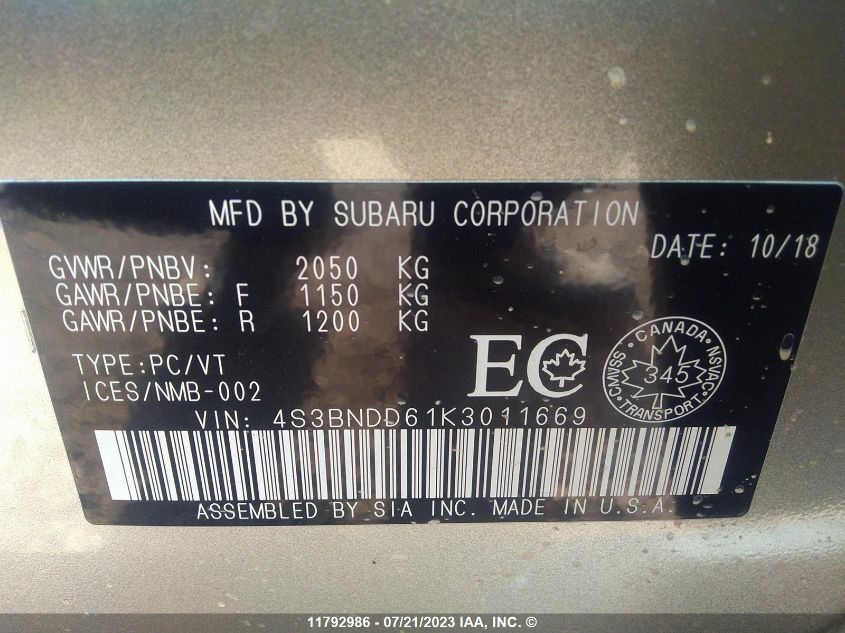 MFD BY SUBARU CORPORATION
DATE: 10/18
GVWR/PNBV: 2050 KG
GAWR/PNBE: F 1150 KG
GAWR/PNBE: R 1200 KG
TYPE:PC/VT
ICES/NMB-002
EC
CANADA
CMVSS NSVAC
345
TRANSPORT
VIN: 4S3BNDD61K3011669
ASSEMBLED BY SIA INC. MADE IN U.S.A.
11792986 - 07/21/2023 IAA, INC. ©